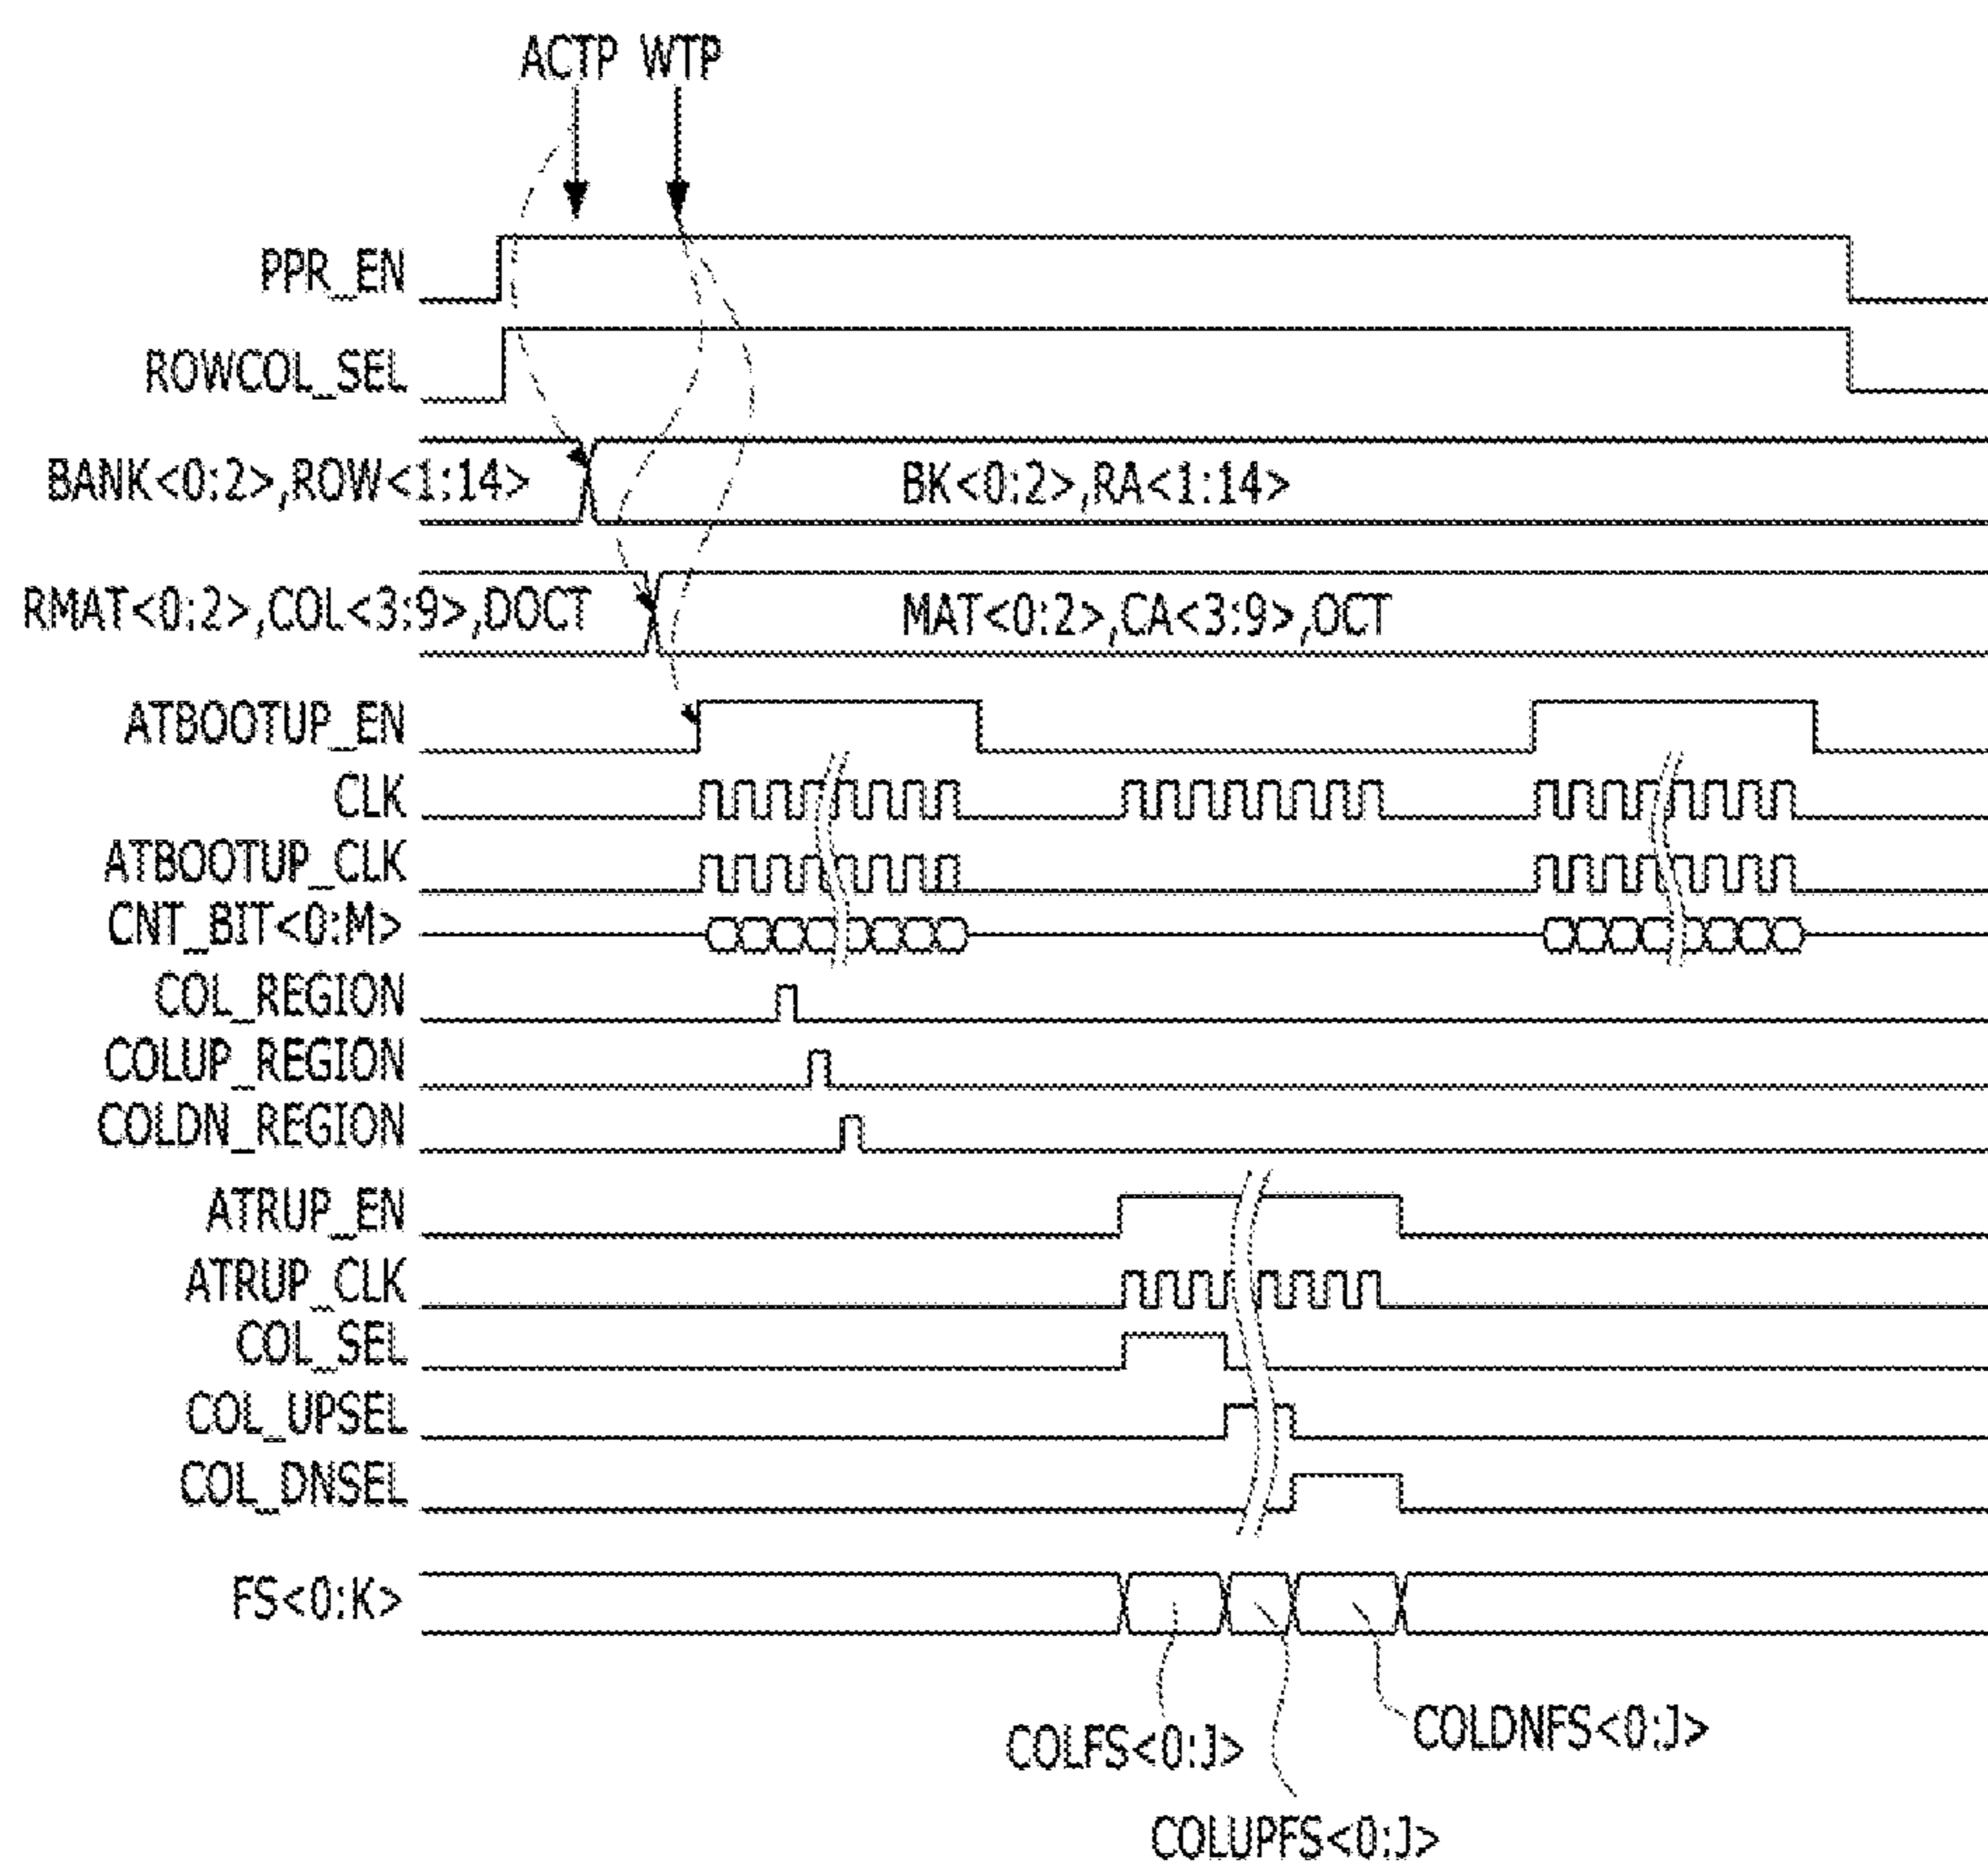 ACTP WTP
PPR_EN
ROWCOL_SEL
BANK<0:2>,ROW<1:14> BK<0:2>,RA<1:14>
RMAT<0:2>,COL<3:9>,DOCT MAT<0:2>,CA<3:9>,OCT
ATBOOTUP_EN
CLK
ATBOOTUP_CLK
CNT_BIT<0:M>
COL_REGION
COLUP_REGION
COLDN_REGION
ATRUP_EN
ATRUP_CLK
COL_SEL
COL_UPSEL
COL_DNSEL
FS<0:K>
COLFS<0:J> COLDNFS<0:J>
COLUPFS<0:J>